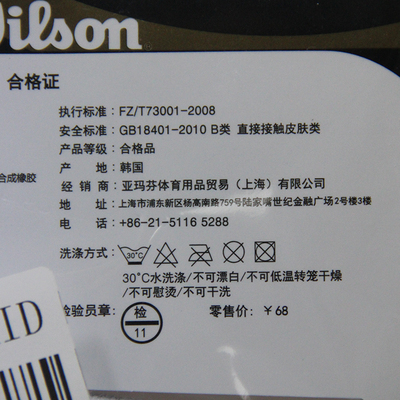 Wilson
合格证
执行标准：FZ/T73001-2008
安全标准：GB18401-2010 B类 直接接触皮肤类
产品等级：合格品
合成橡胶
产 地：韩国
经 销 商：亚玛芬体育用品贸易（上海）有限公司
地 址：上海市浦东新区杨高南路759号陆家嘴世纪金融广场2号楼3楼
电 话：+86-21-5116 5288
洗涤方式：30°C
30°C水洗涤/不可漂白/不可低温转笼干燥
/不可熨烫/不可干洗
检验员章：检 11 零售价：￥68
ID